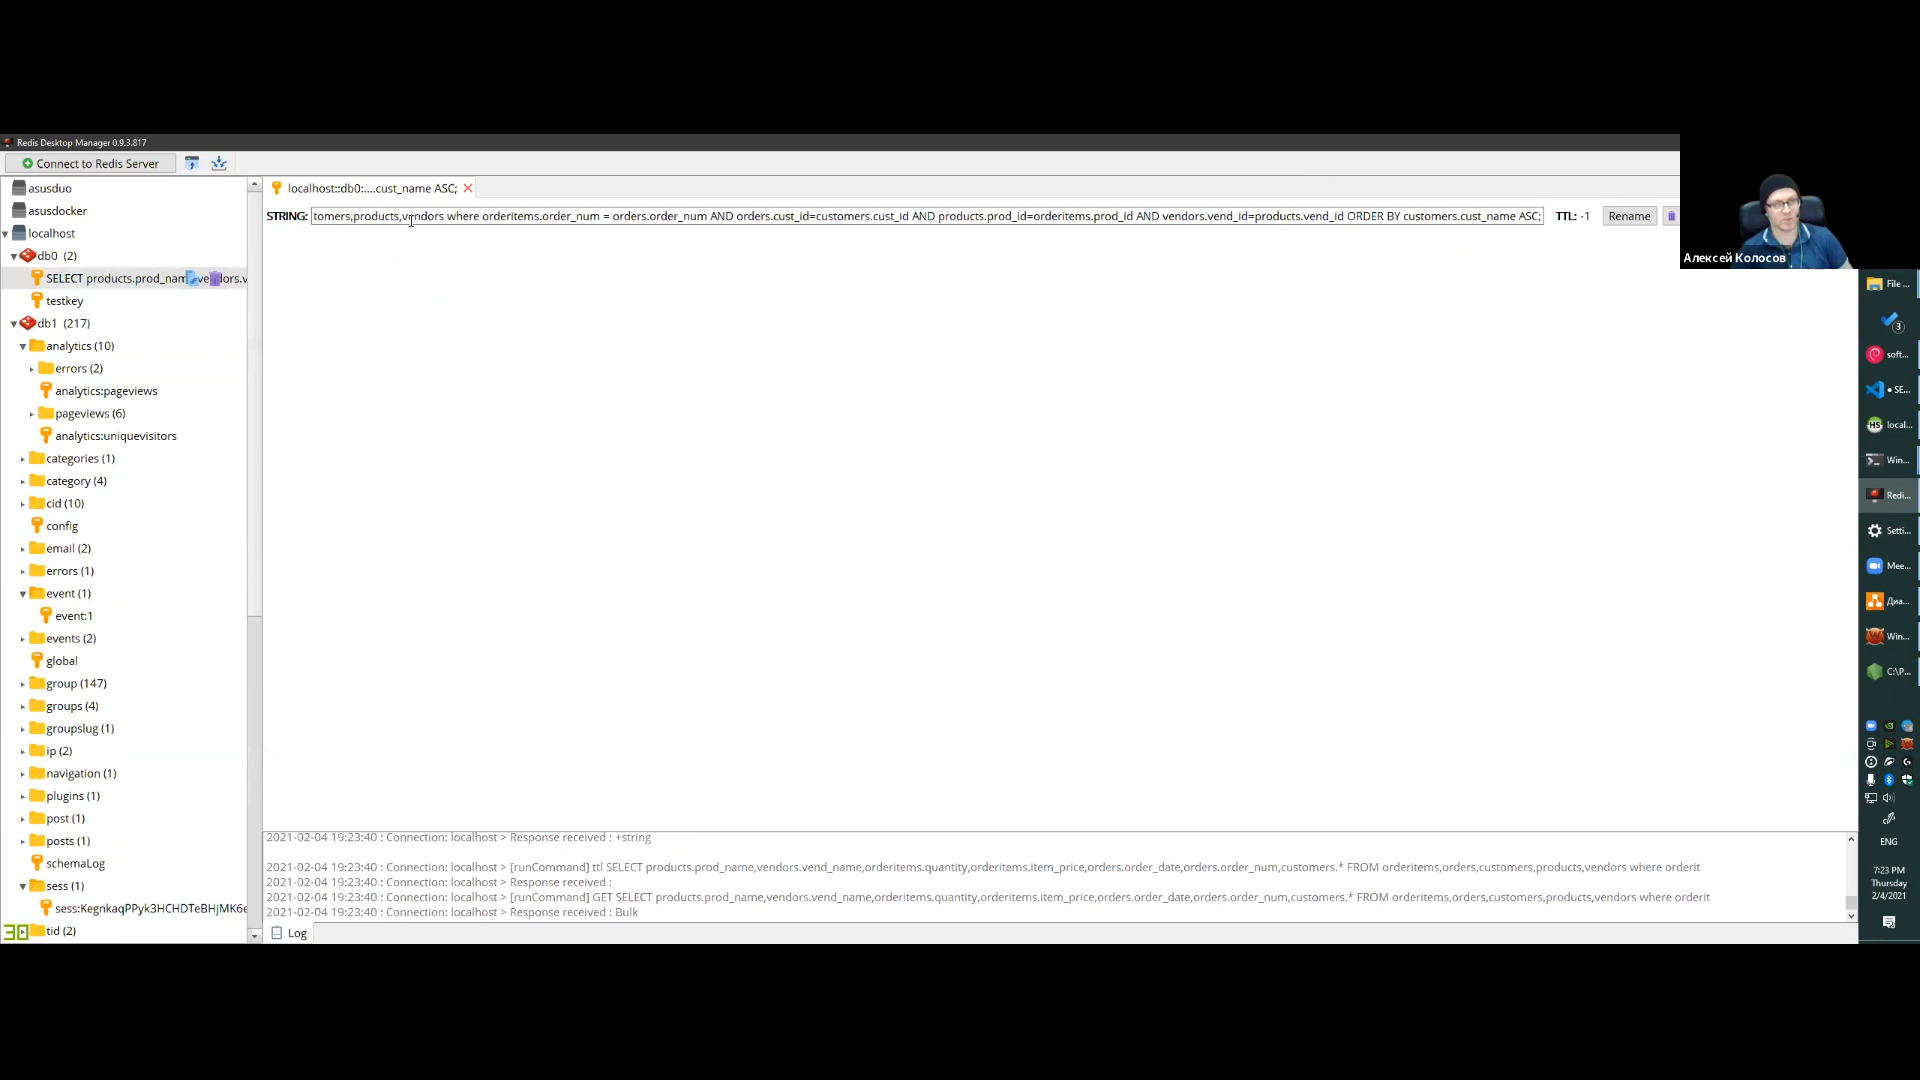 Redis Desktop Manager 0.9.3.817
Connect to Redis Server
asusduo
asusdocker
localhost
db0 (2)
SELECT products.prod_nam
testkey
db1 (217)
analytics (10)
errors (2)
analytics:pageviews
pageviews (6)
analytics:uniquevisitors
categories (1)
category (4)
cid (10)
config
email (2)
errors (1)
event (1)
event:1
events (2)
global
group (147)
groups (4)
groupslug (1)
ip (2)
navigation (1)
plugins (1)
post (1)
posts (1)
schemaLog
sess (1)
sess:KegnkaqPPyk3HCHDTeBHjMK6e
30
tid (2)
localhost::db0:....cust_name ASC;
STRING: tomers,products,vendors where orderitems.order_num = orders.order_num AND orders.cust_id=customers.cust_id AND products.prod_id=orderitems.prod_id AND vendors.vend_id=products.vend_id ORDER BY customers.cust_name ASC; TTL: -1 Rename
2021-02-04 19:23:40 : Connection: localhost > Response received : +string
2021-02-04 19:23:40 : Connection: localhost > [runCommand] ttl SELECT products.prod_name,vendors.vend_name,orderitems.quantity,orderitems.item_price,orders.order_date,orders.order_num,customers.* FROM orderitems,orders,customers,products,vendors where orderit
2021-02-04 19:23:40 : Connection: localhost > Response received :
2021-02-04 19:23:40 : Connection: localhost > [runCommand] GET SELECT products.prod_name,vendors.vend_name,orderitems.quantity,orderitems.item_price,orders.order_date,orders.order_num,customers.* FROM orderitems,orders,customers,products,vendors where orderit
2021-02-04 19:23:40 : Connection: localhost > Response received : Bulk
Log
Алексей Колосов
File ...
3
soft...
● SE...
HS local...
Win...
Redi...
Setti...
Mee...
Диа...
Win...
C:\P...
ENG
7:23 PM
Thursday
2/4/2021